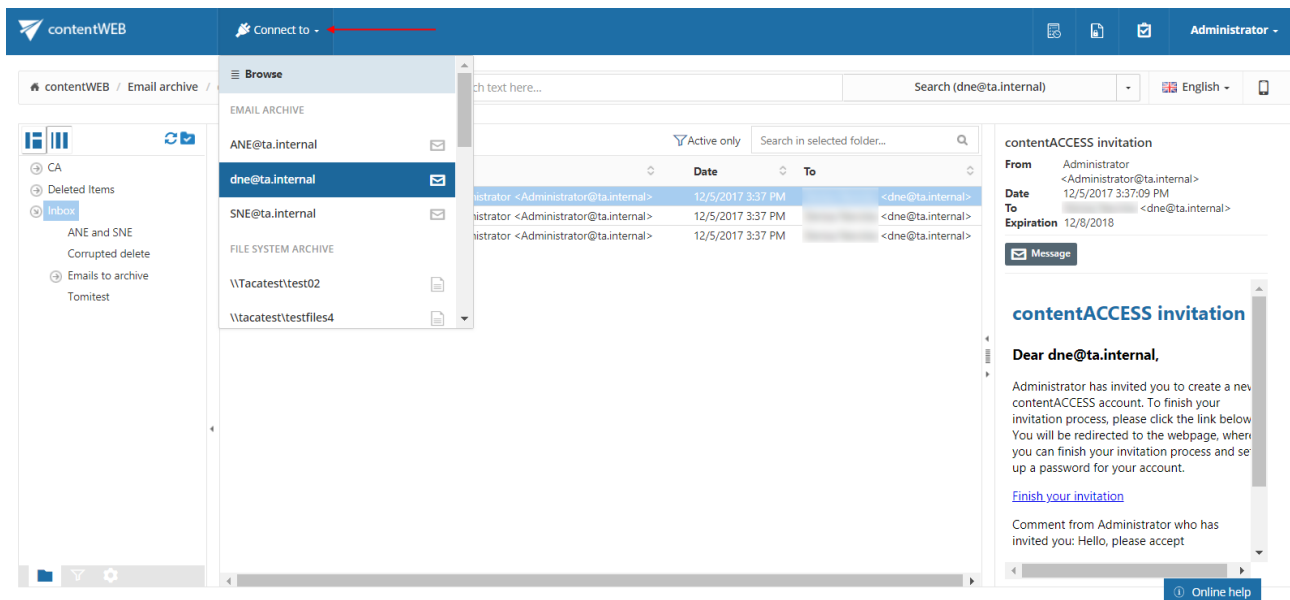 contentWEB
Connect to
Administrator
contentWEB / Email archive /
ch text here...
Search (dne@ta.internal)
English
Browse
EMAIL ARCHIVE
ANE@ta.internal
dne@ta.internal
SNE@ta.internal
FILE SYSTEM ARCHIVE
\\Tacatest\test02
\\tacatest\testfiles4
CA
Deleted Items
Inbox
ANE and SNE
Corrupted delete
Emails to archive
Tomitest
Active only
Search in selected folder...
Date To
nistrator <Administrator@ta.internal> 12/5/2017 3:37 PM <dne@ta.internal>
nistrator <Administrator@ta.internal> 12/5/2017 3:37 PM <dne@ta.internal>
nistrator <Administrator@ta.internal> 12/5/2017 3:37 PM <dne@ta.internal>
contentACCESS invitation
From Administrator
<Administrator@ta.internal>
Date 12/5/2017 3:37:09 PM
To <dne@ta.internal>
Expiration 12/8/2018
Message
contentACCESS invitation
Dear dne@ta.internal,
Administrator has invited you to create a new
contentACCESS account. To finish your
invitation process, please click the link below
You will be redirected to the webpage, where
you can finish your invitation process and se
up a password for your account.
Finish your invitation
Comment from Administrator who has
invited you: Hello, please accept
Online help